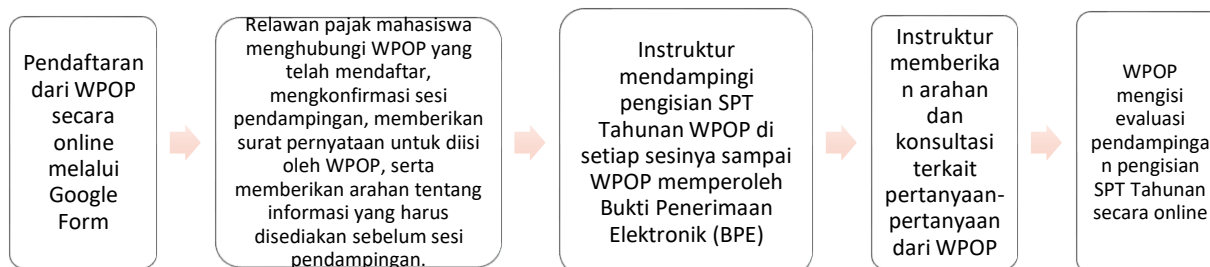 Pendaftaran
dari WPOP
secara
online
melalui
Google
Form
Relawan pajak mahasiswa
menghubungi WPOP yang
telah mendaftar,
mengkonfirmasi sesi
pendampingan, memberikan
surat pernyataan untuk diisi
oleh WPOP, serta
memberikan arahan tentang
informasi yang harus
disediakan sebelum sesi
pendampingan.
Instruktur
mendampingi
pengisian SPT
Tahunan WPOP di
setiap sesinya sampai
WPOP memperoleh
Bukti Penerimaan
Elektronik (BPE)
Instruktur
memberika
n arahan
dan
konsultasi
terkait
pertanyaan-
pertanyaan
dari WPOP
WPOP
mengisi
evaluasi
pendampinga
n pengisian
SPT Tahunan
secara online